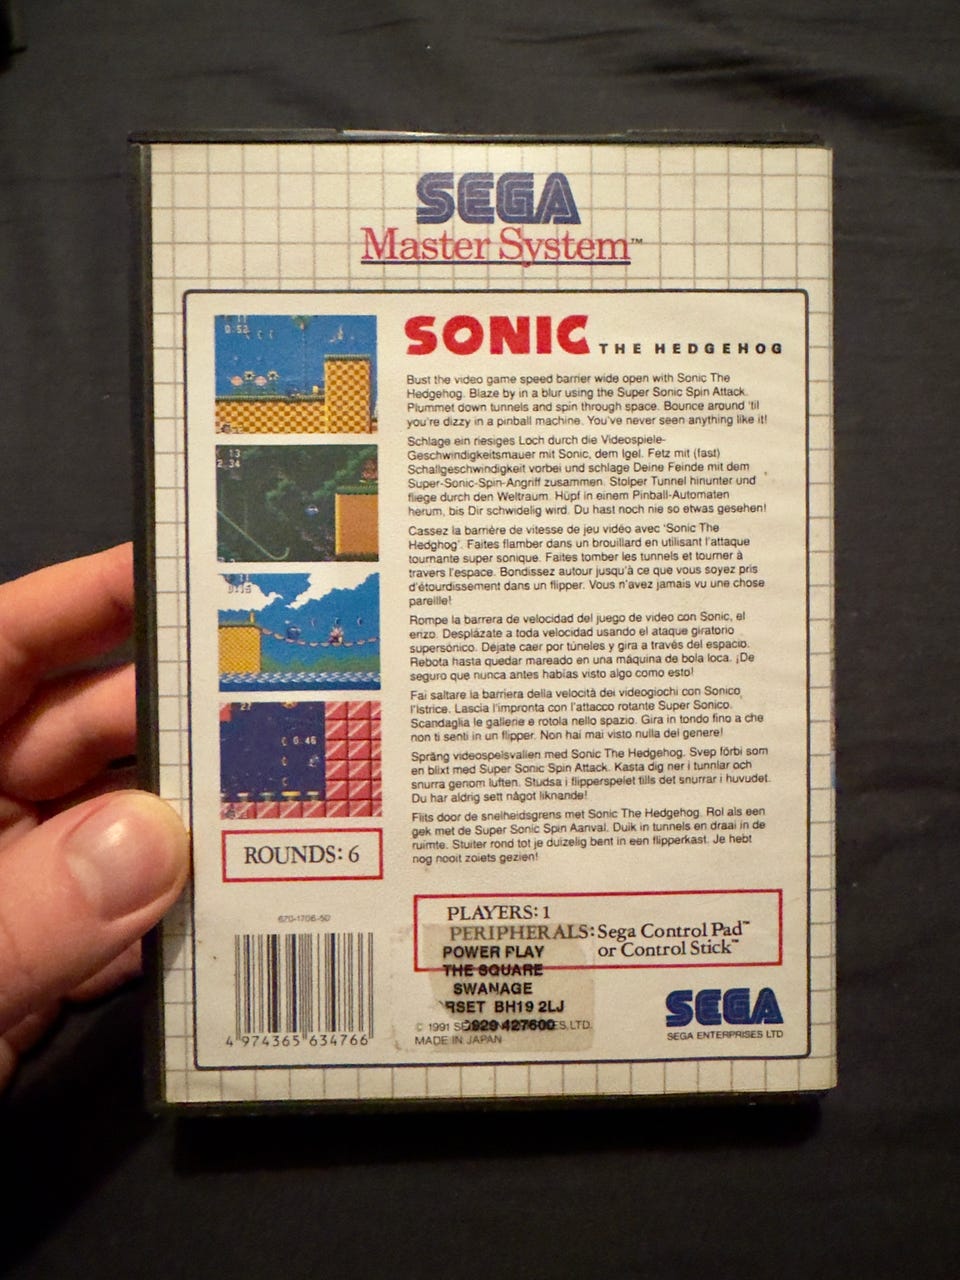 SEGA
Master System™
SONIC THE HEDGEHOG
Bust the video game speed barrier wide open with Sonic The
Hedgehog. Blaze by in a blur using the Super Sonic Spin Attack.
Plummet down tunnels and spin through space. Bounce around 'til
you're dizzy in a pinball machine. You've never seen anything like it!
Schlage ein riesiges Loch durch die Videospiele-
Geschwindigkeitsmauer mit Sonic, dem Igel. Fetz mit (fast)
Schallgeschwindigkeit vorbei und schlage Deine Feinde mit dem
Super-Sonic-Spin-Angriff zusammen. Stolper Tunnel hinunter und
fliege durch den Weltraum. Hüpf in einem Pinball-Automaten
herum, bis Dir schwidelig wird. Du hast noch nie so etwas gesehen!
Cassez la barrière de vitesse de jeu vidéo avec 'Sonic The
Hedghog'. Faites flamber dans un brouillard en utilisant l'attaque
tournante super sonique. Faites tomber les tunnels et tourner à
travers l'espace. Bondissez autour jusqu'à ce que vous soyez pris
d'étourdissement dans un flipper. Vous n'avez jamais vu une chose
pareille!
Rompe la barrera de velocidad del juego de video con Sonic, el
erizo. Desplázate a toda velocidad usando el ataque giratorio
supersónico. Déjate caer por túneles y gira a través del espacio.
Rebota hasta quedar mareado en una máquina de bola loca. ¡De
seguro que nunca antes habías visto algo como esto!
Fai saltare la barriera della velocità dei videogiochi con Sonico,
l'Istrice. Lascia l'impronta con l'attacco rotante Super Sonico.
Scandaglia le gallerie e rotola nello spazio. Gira in tondo fino a che
non ti senti in un flipper. Non hai mai visto nulla del genere!
Spräng videospelsvallen med Sonic The Hedgehog. Svep förbi som
en blixt med Super Sonic Spin Attack. Kasta dig ner i tunnlar och
snurra genom luften. Studsa i flipperspelet tills det snurrar i huvudet.
Du har aldrig sett något liknande!
Flits door de snelheidsgrens met Sonic The Hedgehog. Rol als een
gek met de Super Sonic Spin Aanval. Duik in tunnels en draai in de
ruimte. Stuiter rond tot je duizelig bent in een flipperkast. Je hebt
nog nooit zoiets gezien!
0:52
13
2:34
27
0:46
ROUNDS: 6
670-1706-50
4 974365 634766
PLAYERS: 1
PERIPHERALS: Sega Control Pad™
or Control Stick™
POWER PLAY
THE SQUARE
SWANAGE
RSET BH19 2LJ
0929 427600
© 1991 SE ES, LTD.
MADE IN JAPAN
SEGA
SEGA ENTERPRISES LTD